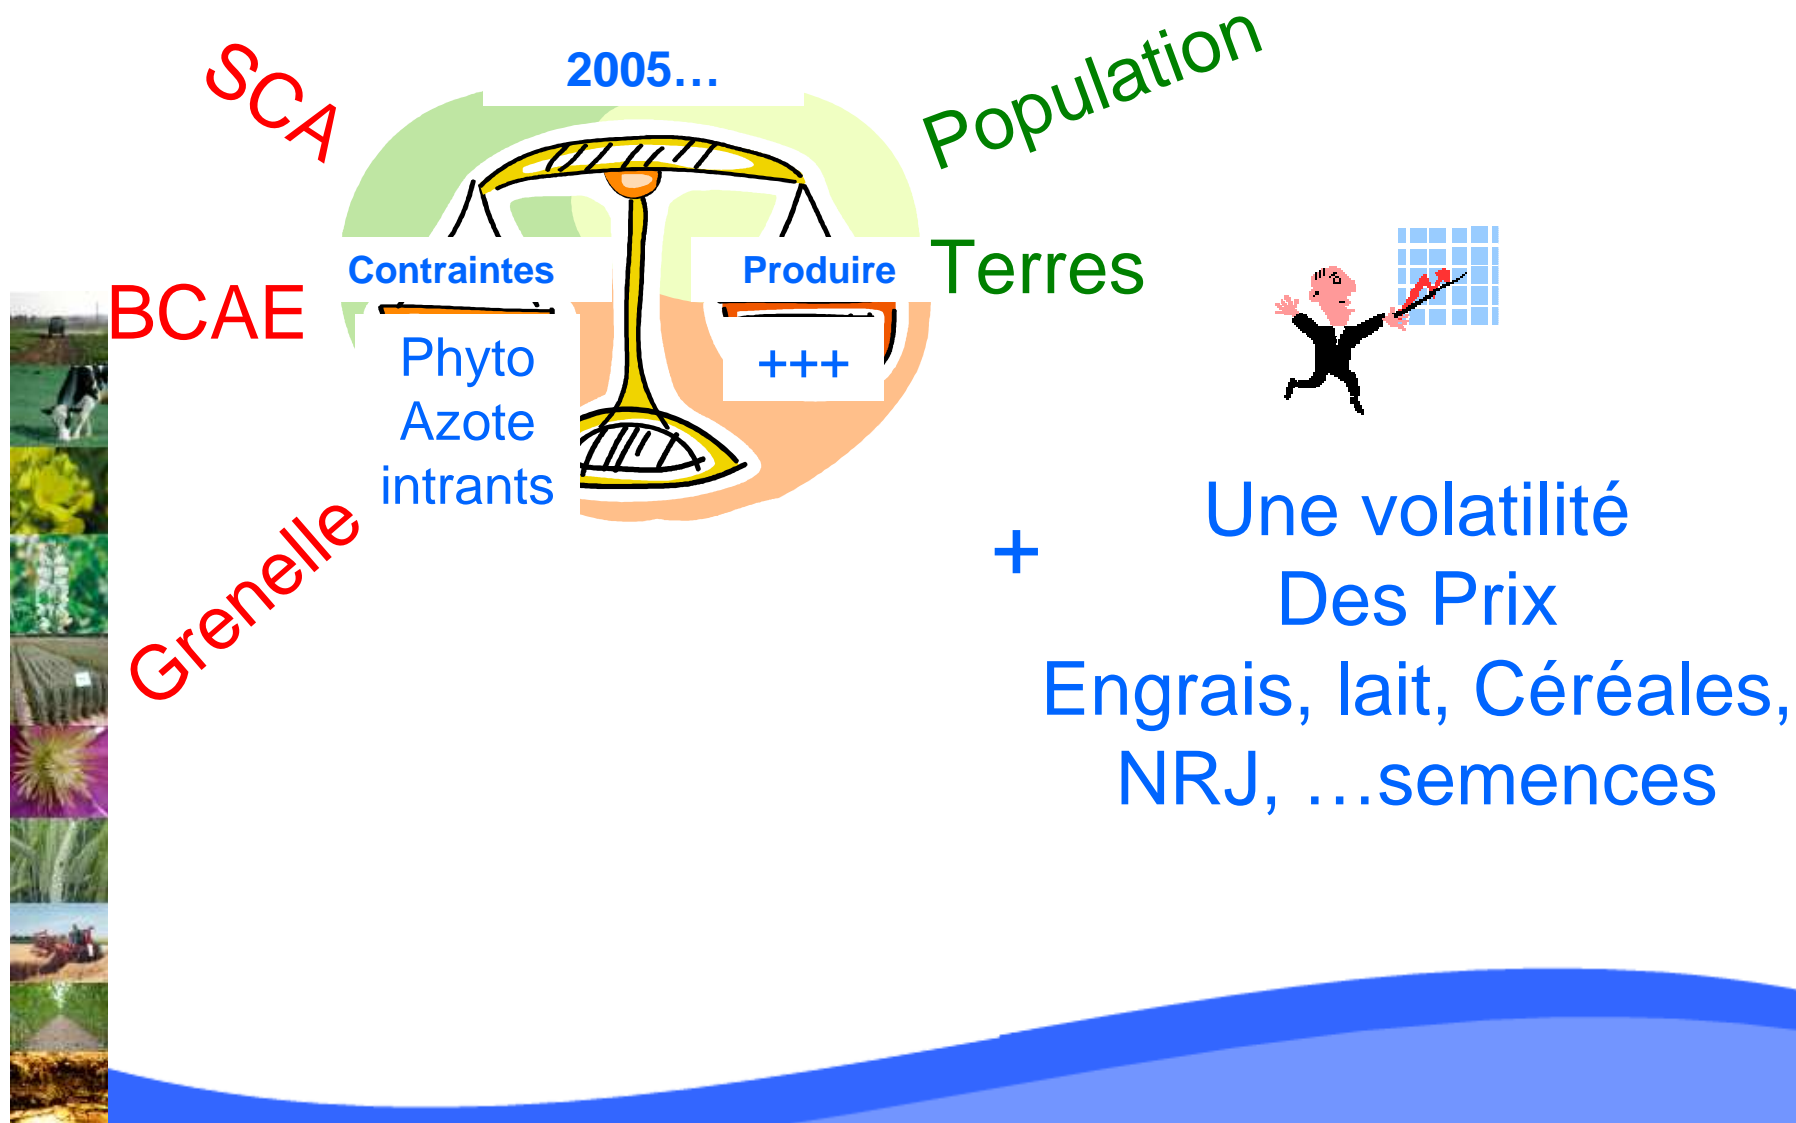 SCA
2005…
Population
Contraintes
Produire
Terres
BCAE
Phyto
Azote
intrants
+++
Grenelle
+
Une volatilité
Des Prix
Engrais, lait, Céréales,
NRJ, …semences